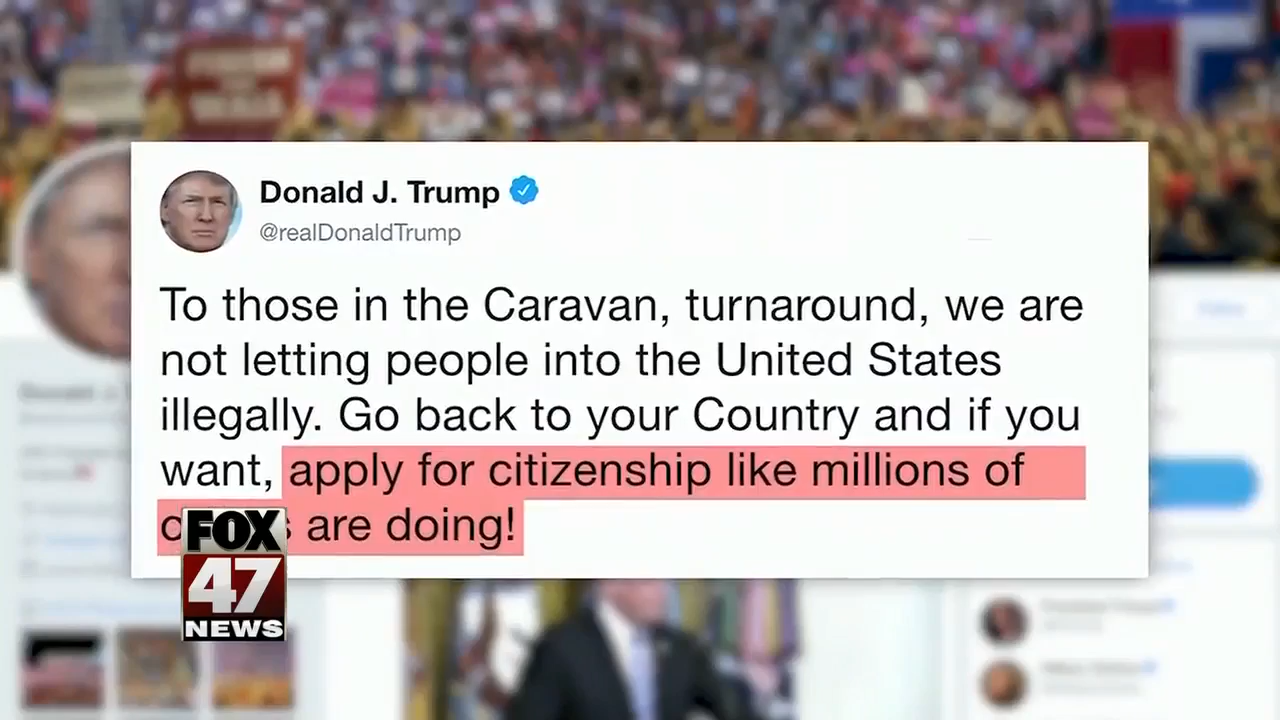 Donald J. Trump
@realDonaldTrump
To those in the Caravan, turnaround, we are
not letting people into the United States
illegally. Go back to your Country and if you
want, apply for citizenship like millions of
are doing!
FOX
47
NEWS